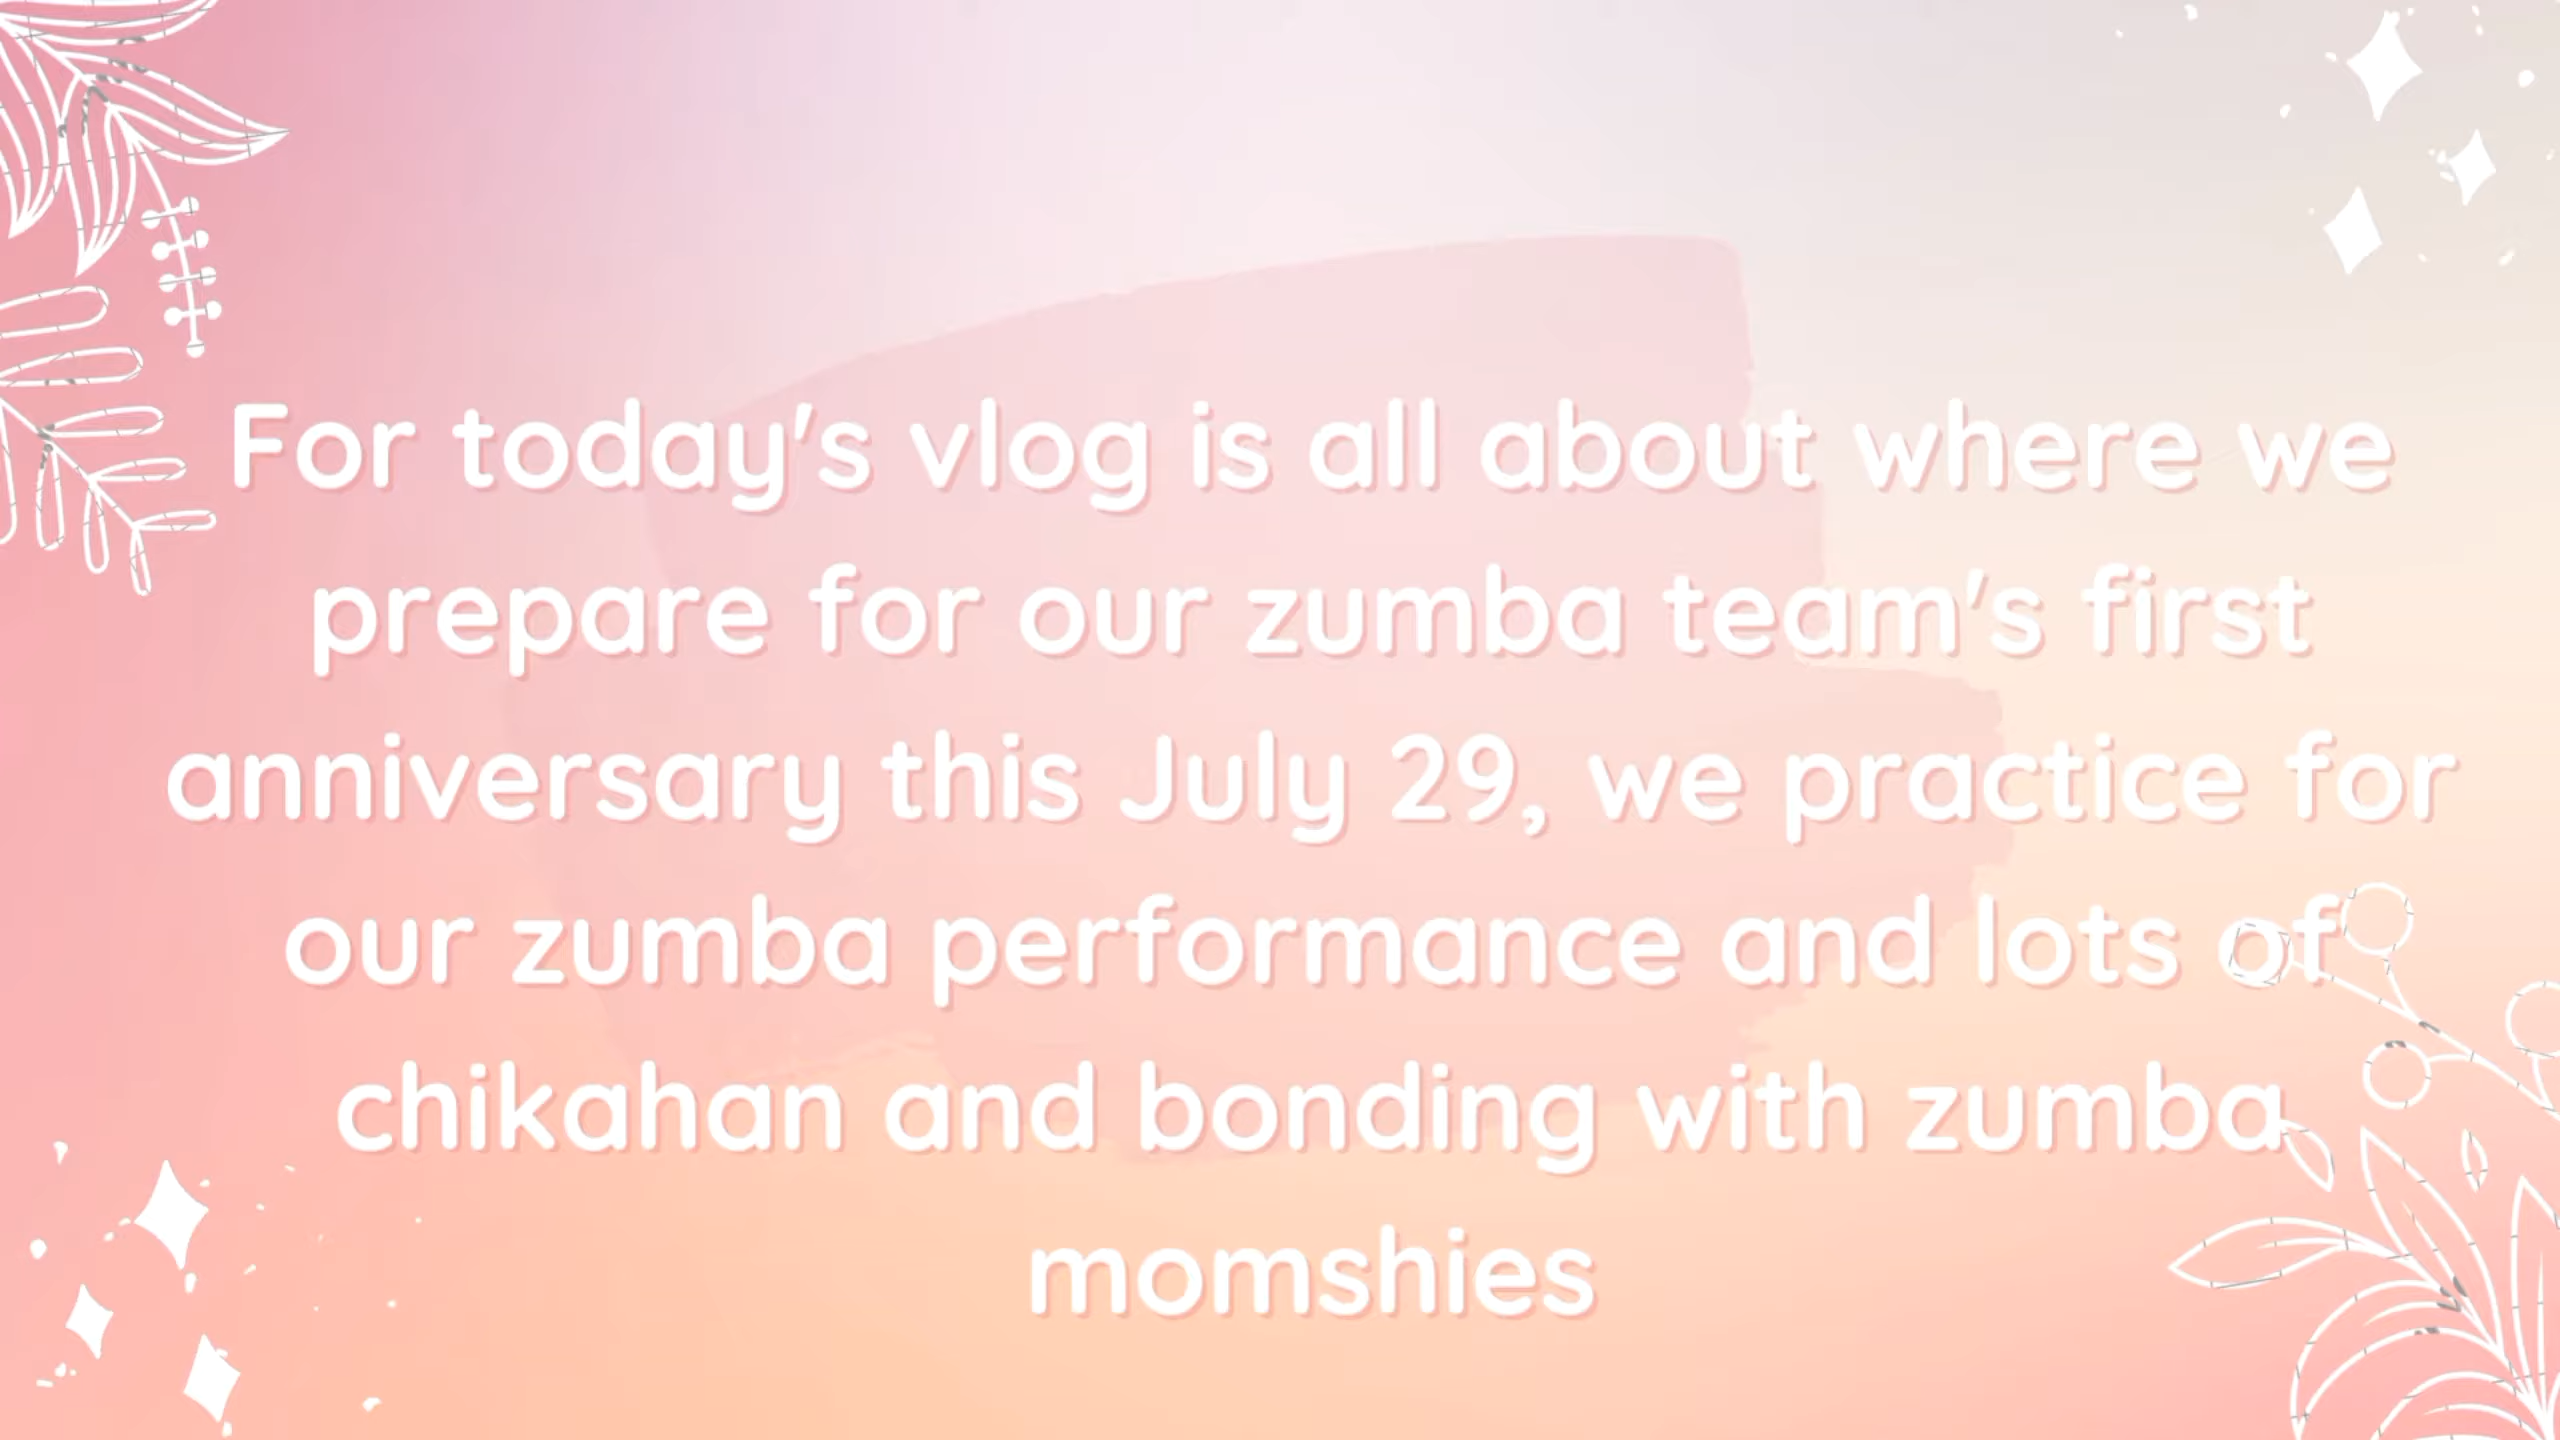 For today's vlog is all about where we
prepare for our zumba team's first
anniversary this July 29, we practice for
our zumba performance and lots of
chikahan and bonding with zumba
momshies